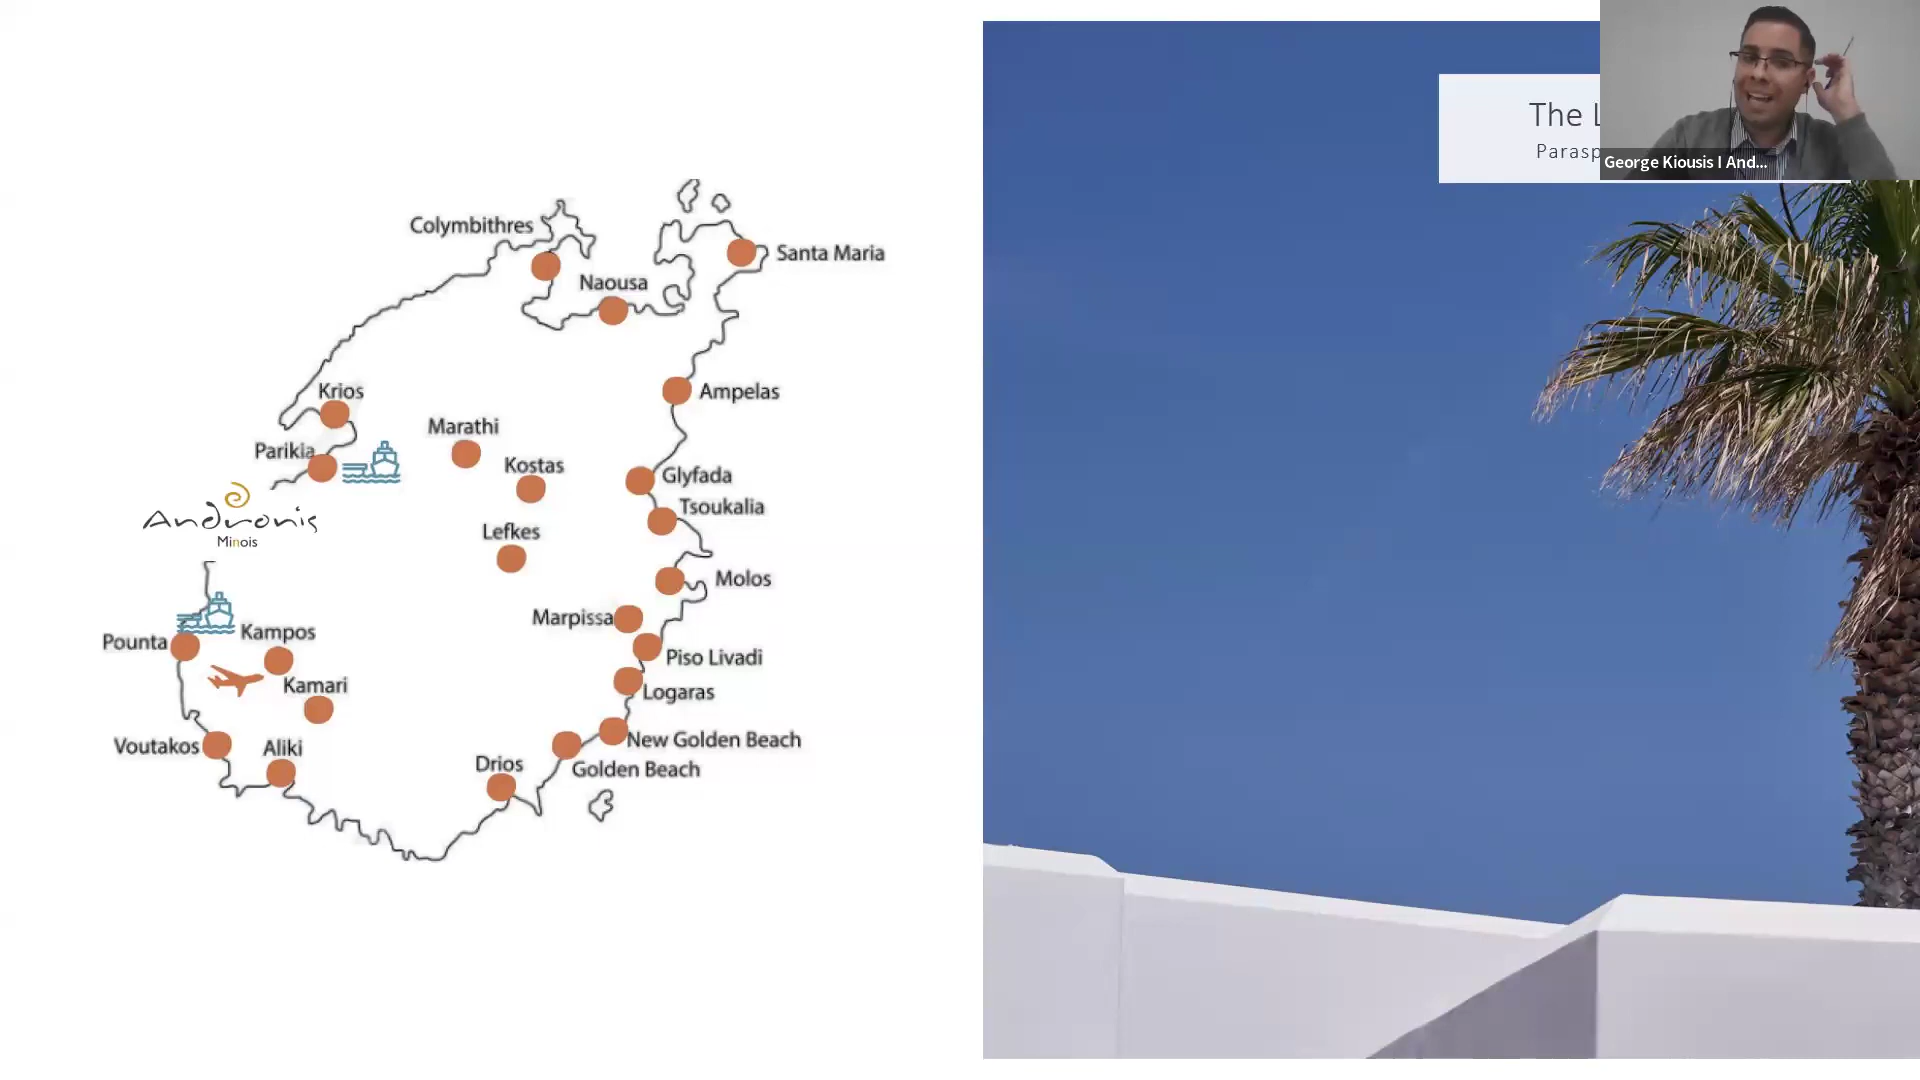 Colymbithres
Santa Maria
Naousa
Krios
Ampelas
Marathi
Parikia
Kostas
Glyfada
Tsoukalia
Andronis
Minois
Lefkes
Molos
Marpissa
Kampos
Pounta
Piso Livadi
Kamari
Logaras
New Golden Beach
Voutakos
Aliki
Drios
Golden Beach
The L
Parasp
George Kiousis I And...